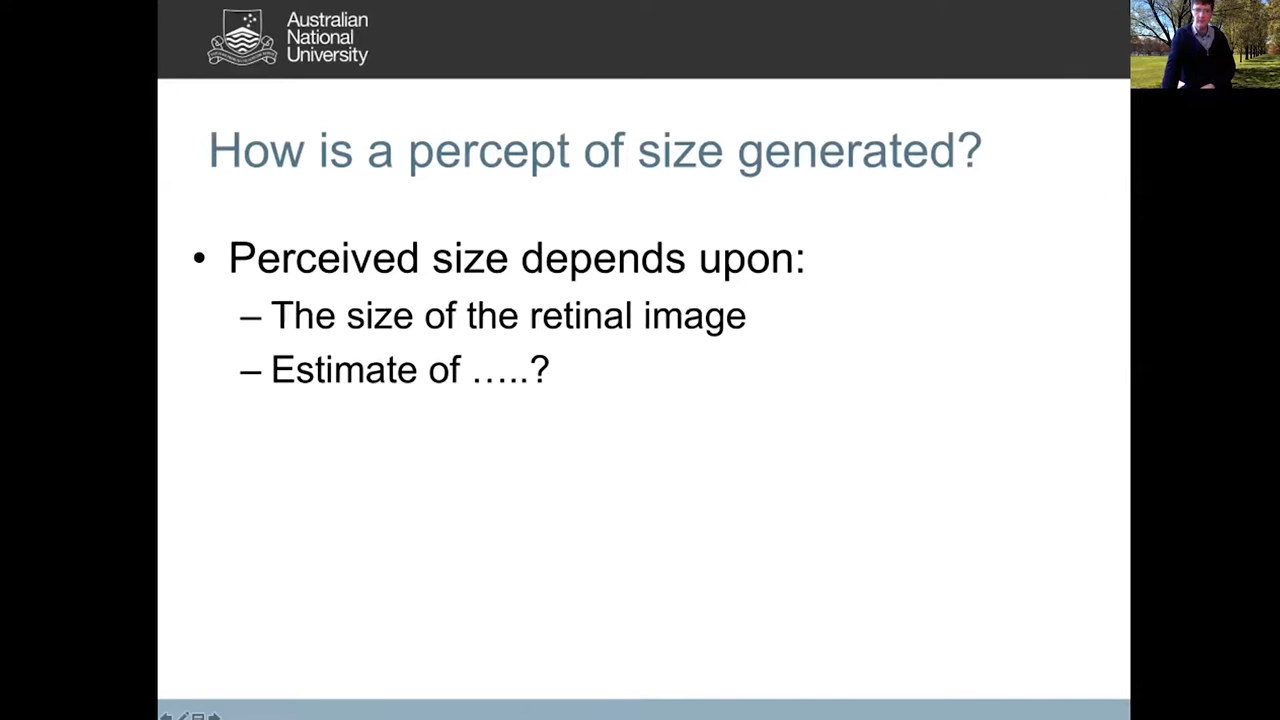 Australian
National
University
How is a percept of size generated?
• Perceived size depends upon:
– The size of the retinal image
– Estimate of …..?